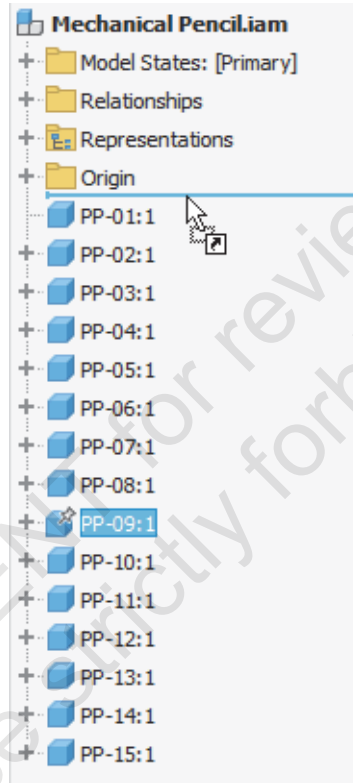 Mechanical Pencil.iam
Model States: [Primary]
Relationships
Representations
Origin
PP-01:1
PP-02:1
PP-03:1
PP-04:1
PP-05:1
PP-06:1
PP-07:1
PP-08:1
PP-09:1
PP-10:1
PP-11:1
PP-12:1
PP-13:1
PP-14:1
PP-15:1